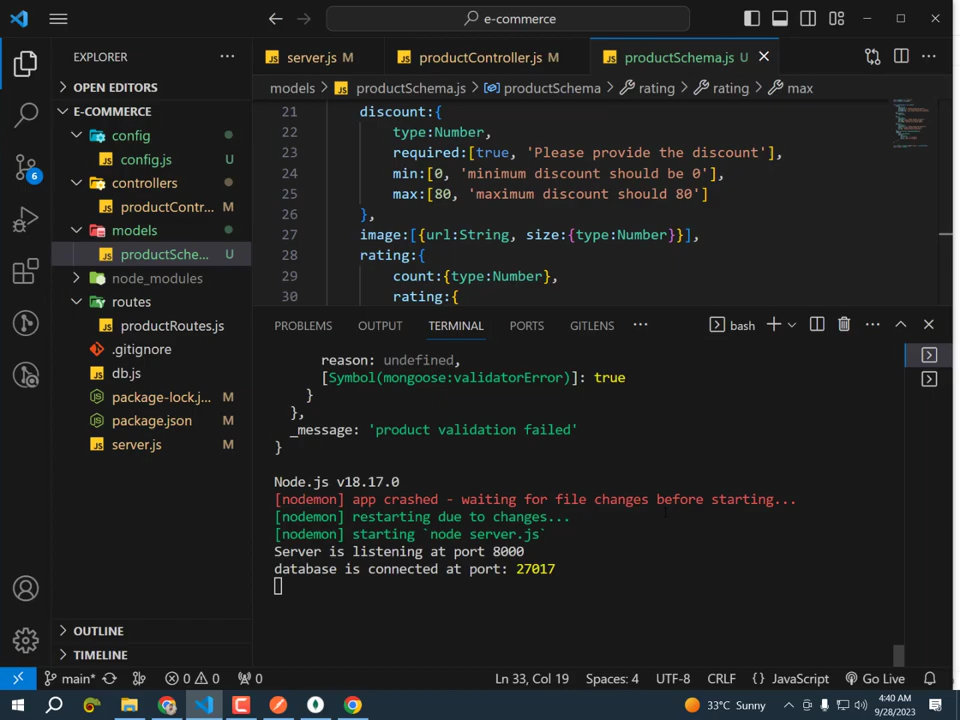 e-commerce
EXPLORER
OPEN EDITORS
E-COMMERCE
config
config.js U
controllers
productContr... M
models
productSche... U
node_modules
routes
productRoutes.js
.gitignore
db.js
package-lock.j... M
package.json M
server.js M
OUTLINE
TIMELINE
6
server.js M
productController.js M
productSchema.js U
models > productSchema.js > productSchema > rating > rating > max
21 discount:{
22 type:Number,
23 required:[true, 'Please provide the discount'],
24 min:[0, 'minimum discount should be 0'],
25 max:[80, 'maximum discount should 80']
26 },
27 image:[{url:String, size:{type:Number}}],
28 rating:{
29 count:{type:Number},
30 rating:{
PROBLEMS OUTPUT TERMINAL PORTS GITLENS bash
reason: undefined,
[Symbol(mongoose:validatorError)]: true
}
},
_message: 'product validation failed'
}
Node.js v18.17.0
[nodemon] app crashed - waiting for file changes before starting...
[nodemon] restarting due to changes...
[nodemon] starting `node server.js`
Server is listening at port 8000
database is connected at port: 27017
main* 0 0 0 Ln 33, Col 19 Spaces: 4 UTF-8 CRLF {} JavaScript Go Live
33°C Sunny 4:40 AM
9/28/2023